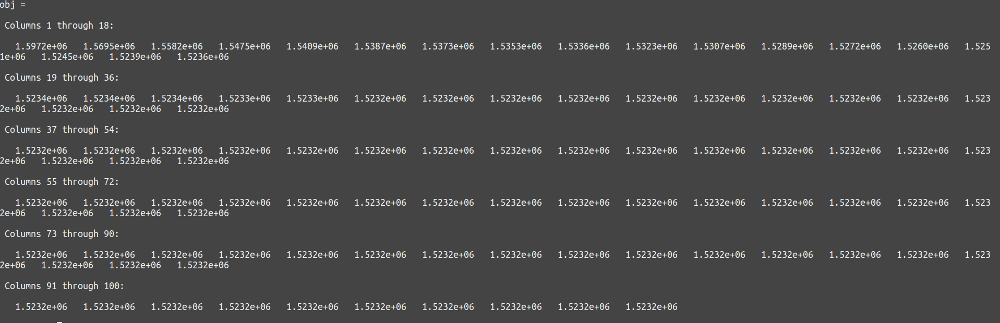 obj =
Columns 1 through 18:
1.5972e+06 1.5695e+06 1.5582e+06 1.5475e+06 1.5409e+06 1.5387e+06 1.5373e+06 1.5353e+06 1.5336e+06 1.5323e+06 1.5307e+06 1.5289e+06 1.5272e+06 1.5260e+06 1.525
1e+06 1.5245e+06 1.5239e+06 1.5236e+06
Columns 19 through 36:
1.5234e+06 1.5234e+06 1.5234e+06 1.5233e+06 1.5233e+06 1.5232e+06 1.5232e+06 1.5232e+06 1.5232e+06 1.5232e+06 1.5232e+06 1.5232e+06 1.5232e+06 1.5232e+06 1.523
2e+06 1.5232e+06 1.5232e+06 1.5232e+06
Columns 37 through 54:
1.5232e+06 1.5232e+06 1.5232e+06 1.5232e+06 1.5232e+06 1.5232e+06 1.5232e+06 1.5232e+06 1.5232e+06 1.5232e+06 1.5232e+06 1.5232e+06 1.5232e+06 1.5232e+06 1.523
2e+06 1.5232e+06 1.5232e+06 1.5232e+06
Columns 55 through 72:
1.5232e+06 1.5232e+06 1.5232e+06 1.5232e+06 1.5232e+06 1.5232e+06 1.5232e+06 1.5232e+06 1.5232e+06 1.5232e+06 1.5232e+06 1.5232e+06 1.5232e+06 1.5232e+06 1.523
2e+06 1.5232e+06 1.5232e+06 1.5232e+06
Columns 73 through 90:
1.5232e+06 1.5232e+06 1.5232e+06 1.5232e+06 1.5232e+06 1.5232e+06 1.5232e+06 1.5232e+06 1.5232e+06 1.5232e+06 1.5232e+06 1.5232e+06 1.5232e+06 1.5232e+06 1.523
2e+06 1.5232e+06 1.5232e+06 1.5232e+06
Columns 91 through 100:
1.5232e+06 1.5232e+06 1.5232e+06 1.5232e+06 1.5232e+06 1.5232e+06 1.5232e+06 1.5232e+06 1.5232e+06 1.5232e+06